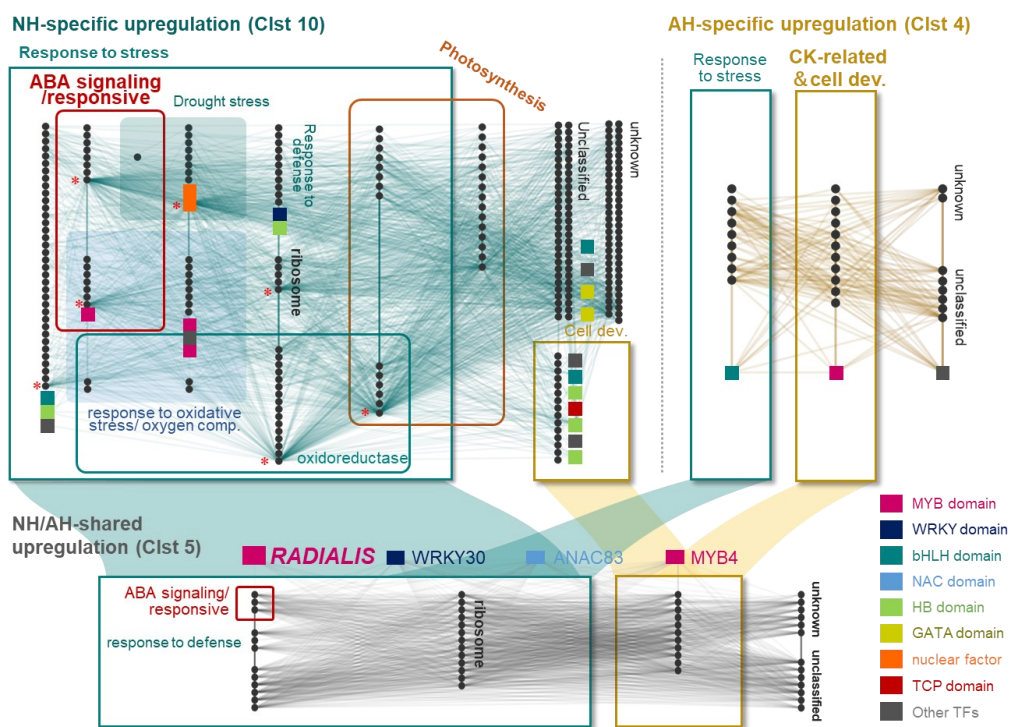 NH-specific upregulation (Clst 10)
Response to stress
ABA signaling
/responsive
Drought stress
Response to
defense
Photosynthesis
Unclassified
unknown
ribosome
Cell dev.
response to oxidative
stress/ oxygen comp.
oxidoreductase
*
*
*
*
*
*
*
AH-specific upregulation (Clst 4)
Response
to stress
CK-related
&cell dev.
unknown
unclassified
NH/AH-shared
upregulation (Clst 5)
RADIALIS
WRKY30
ANAC83
MYB4
ABA signaling/
responsive
response to defense
ribosome
unknown
unclassified
MYB domain
WRKY domain
bHLH domain
NAC domain
HB domain
GATA domain
nuclear factor
TCP domain
Other TFs